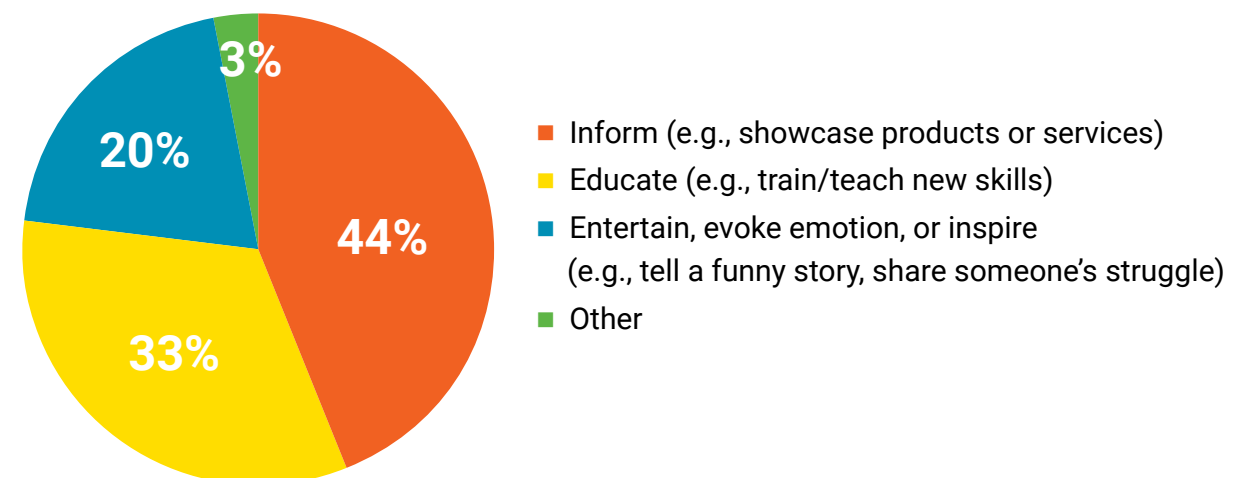 3%
20%
44%
33%
Inform (e.g., showcase products or services)
Educate (e.g., train/teach new skills)
Entertain, evoke emotion, or inspire
(e.g., tell a funny story, share someone’s struggle)
Other